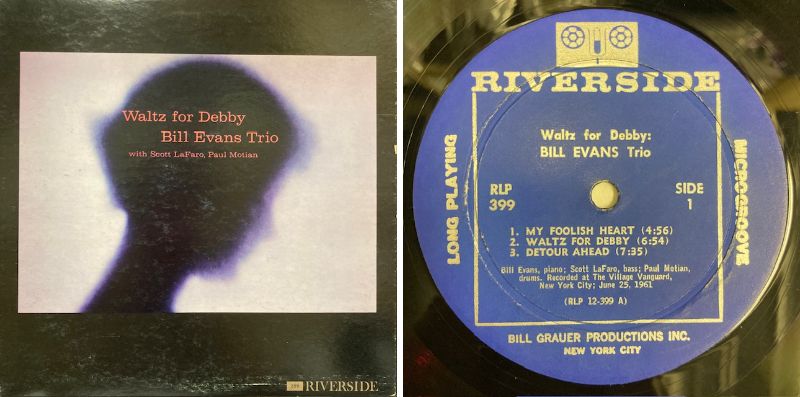 Waltz for Debby
Bill Evans Trio
with Scott LaFaro, Paul Motian
399 RIVERSIDE
RIVERSIDE
LONG PLAYING
MICROGROOVE
Waltz for Debby:
BILL EVANS Trio
RLP
399
SIDE
1
1. MY FOOLISH HEART (4:56)
2. WALTZ FOR DEBBY (6:54)
3. DETOUR AHEAD (7:35)
Bill Evans, piano; Scott LaFaro, bass; Paul Motian,
drums. Recorded at The Village Vanguard,
New York City; June 25, 1961
(RLP 12-399 A)
BILL GRAUER PRODUCTIONS INC.
NEW YORK CITY